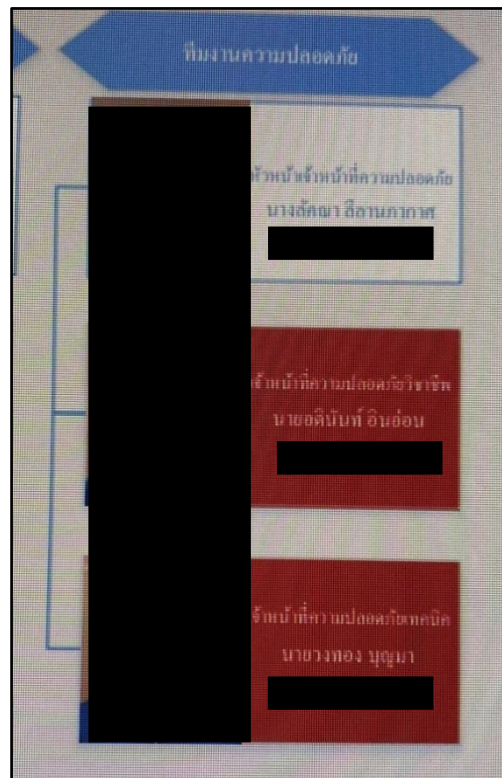 ทีมงานความปลอดภัย
หัวหน้าเจ้าหน้าที่ความปลอดภัย
นางลัคณา ลีลานภากาศ
เจ้าหน้าที่ความปลอดภัยวิชาชีพ
นายอดินันท์ อินอ่อน
เจ้าหน้าที่ความปลอดภัยเทคนิค
นายวงทอง บุญมา